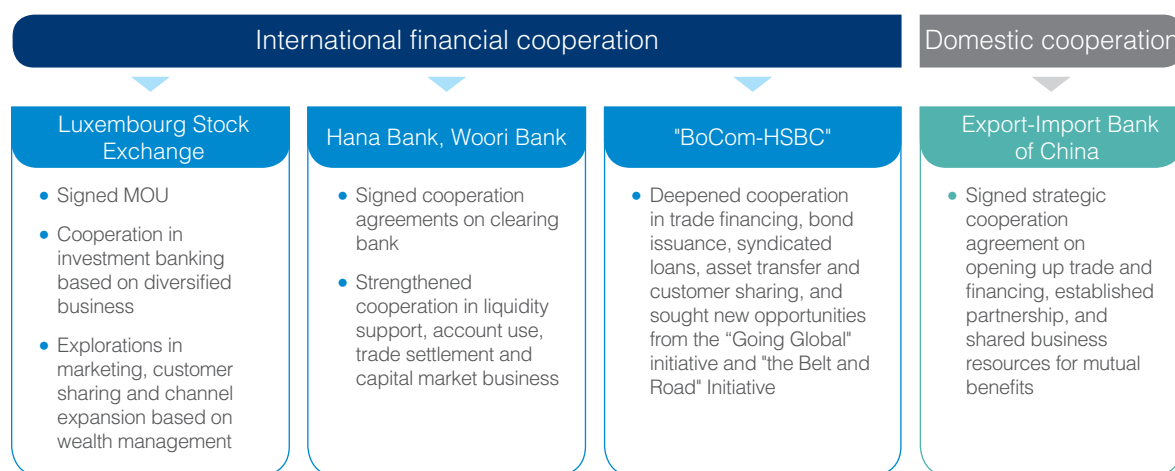 International financial cooperation
Domestic cooperation
Luxembourg Stock
Exchange
• Signed MOU
• Cooperation in
investment banking
based on diversified
business
• Explorations in
marketing, customer
sharing and channel
expansion based on
wealth management
Hana Bank, Woori Bank
• Signed cooperation
agreements on clearing
bank
• Strengthened
cooperation in liquidity
support, account use,
trade settlement and
capital market business
"BoCom-HSBC"
• Deepened cooperation
in trade financing, bond
issuance, syndicated
loans, asset transfer and
customer sharing, and
sought new opportunities
from the “Going Global"
initiative and "the Belt and
Road" Initiative
Export-Import Bank
of China
• Signed strategic
cooperation
agreement on
opening up trade and
financing, established
partnership, and
shared business
resources for mutual
benefits